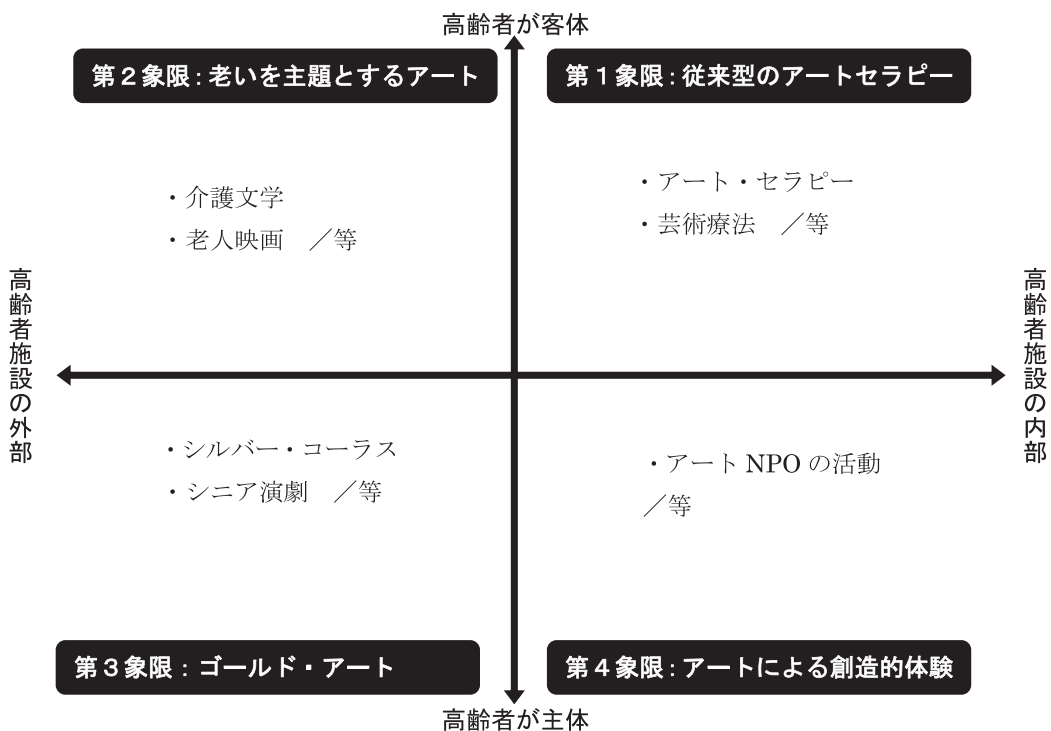 高齢者が客体
第２象限：老いを主題とするアート
第１象限：従来型のアートセラピー
・介護文学
・老人映画　／等
・アート・セラピー
・芸術療法　／等
高齢者施設の外部
高齢者施設の内部
・シルバー・コーラス
・シニア演劇　／等
・アート NPO の活動
／等
第３象限：ゴールド・アート
第４象限：アートによる創造的体験
高齢者が主体